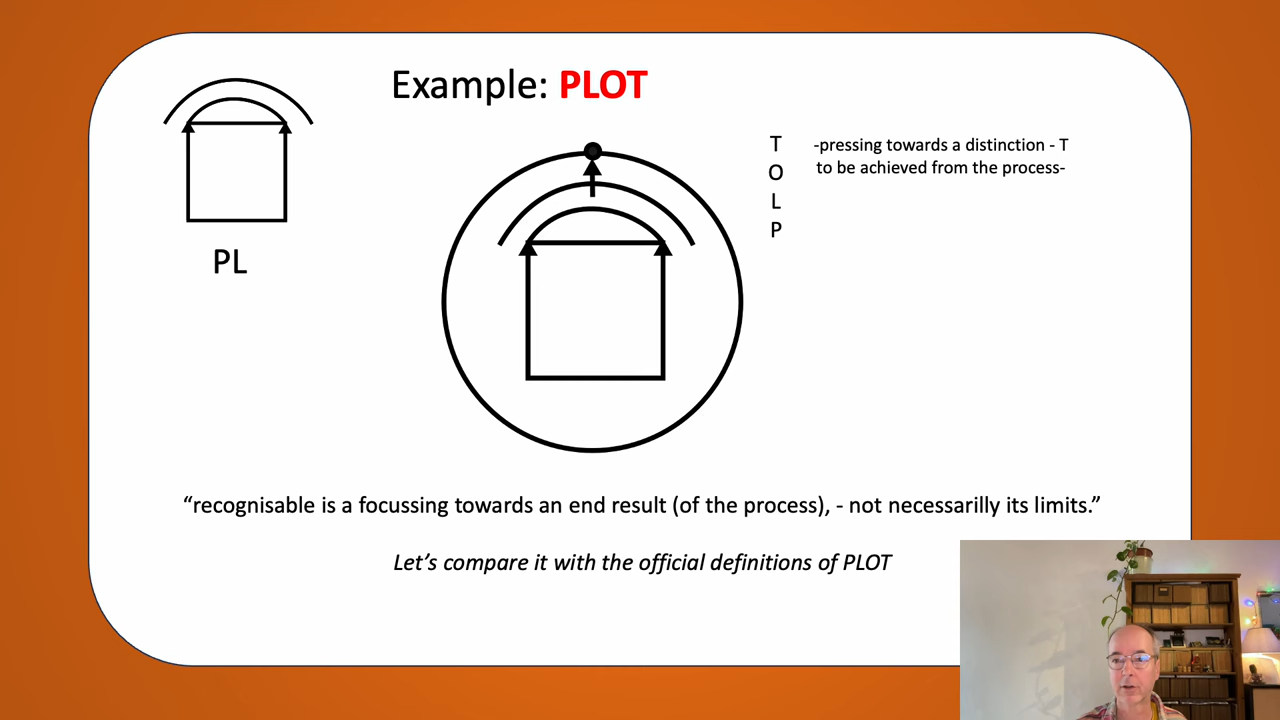 Example: PLOT
PL
T
O
L
P
-pressing towards a distinction - T
to be achieved from the process-
“recognisable is a focussing towards an end result (of the process), - not necessarilly its limits.”
Let’s compare it with the official definitions of PLOT